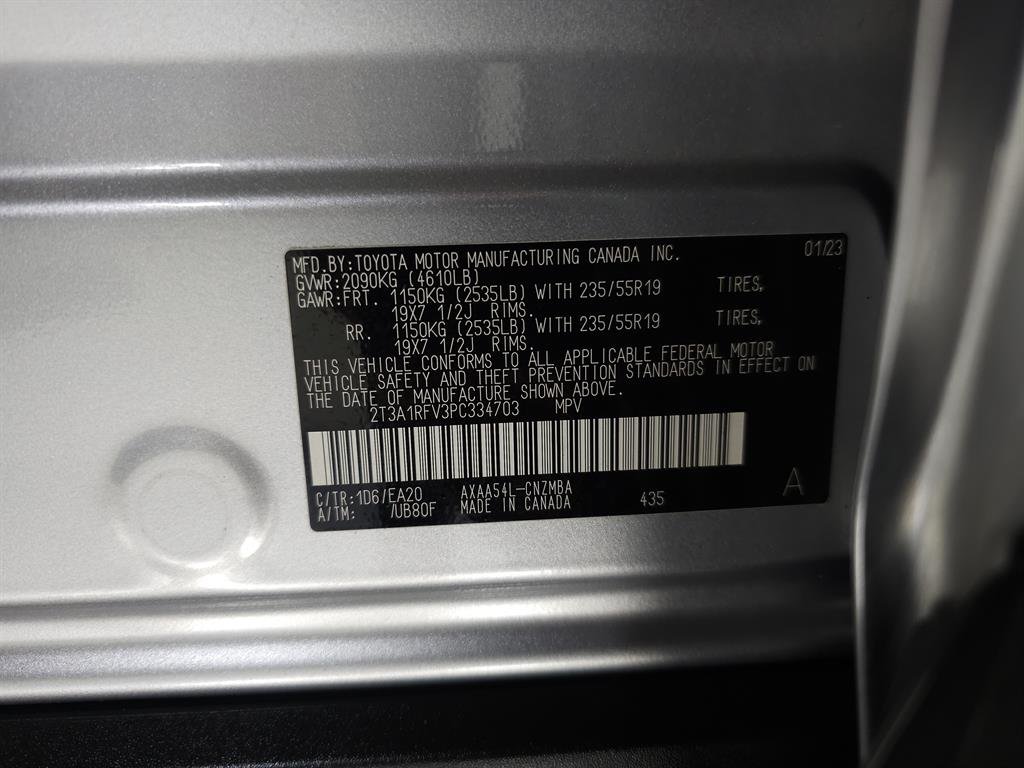 MFD.BY:TOYOTA MOTOR MANUFACTURING CANADA INC. 01/23
GVWR:2090KG (4610LB)
GAWR:FRT. 1150KG (2535LB) WITH 235/55R19 TIRES,
19X7 1/2J RIMS.
RR. 1150KG (2535LB) WITH 235/55R19 TIRES,
19X7 1/2J RIMS.
THIS VEHICLE CONFORMS TO ALL APPLICABLE FEDERAL MOTOR
VEHICLE SAFETY AND THEFT PREVENTION STANDARDS IN EFFECT ON
THE DATE OF MANUFACTURE SHOWN ABOVE.
2T3A1RFV3PC334703 MPV
C/TR:1D6/EA20 AXAA54L-CNZMBA 435 A
A/TM: /UB80F MADE IN CANADA